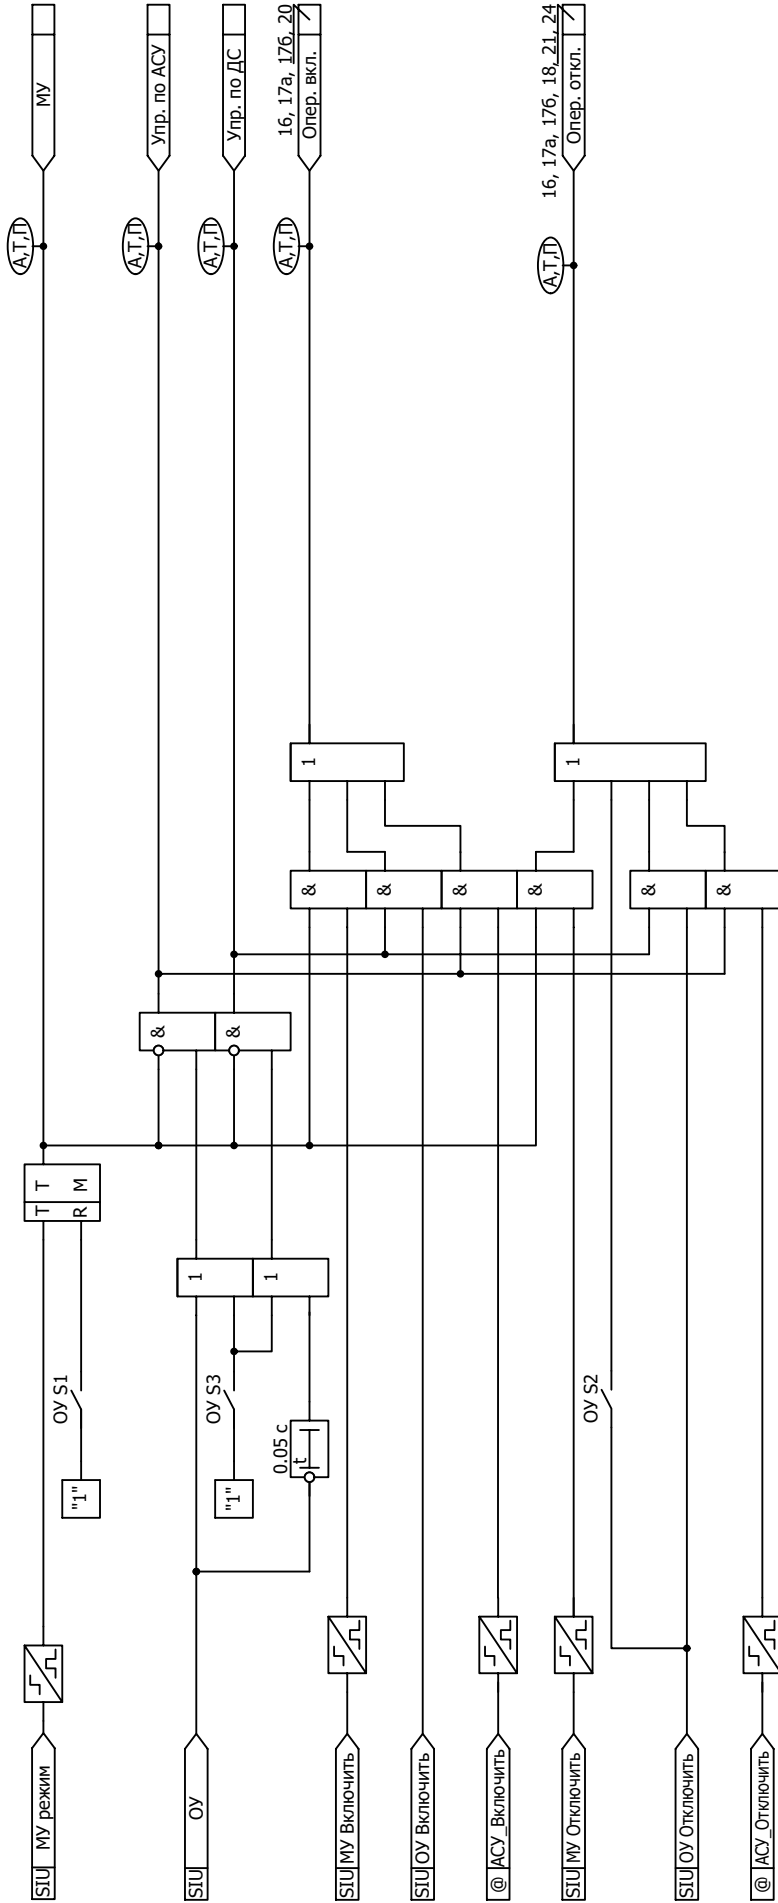 SIU МУ режим
"1"
ОУ S1
T T
R M
А,Т,П
МУ
SIU ОУ
"1"
ОУ S3
0.05 с
t
1
1
&
&
А,Т,П
Упр. по АСУ
А,Т,П
Упр. по ДС
SIU МУ Включить
SIU ОУ Включить
@ АСУ_Включить
&
&
&
&
1
А,Т,П
16, 17а, 17б, 20
Опер. вкл.
SIU МУ Отключить
ОУ S2
SIU ОУ Отключить
@ АСУ_Отключить
&
&
1
А,Т,П
16, 17а, 17б, 18, 21, 24
Опер. откл.